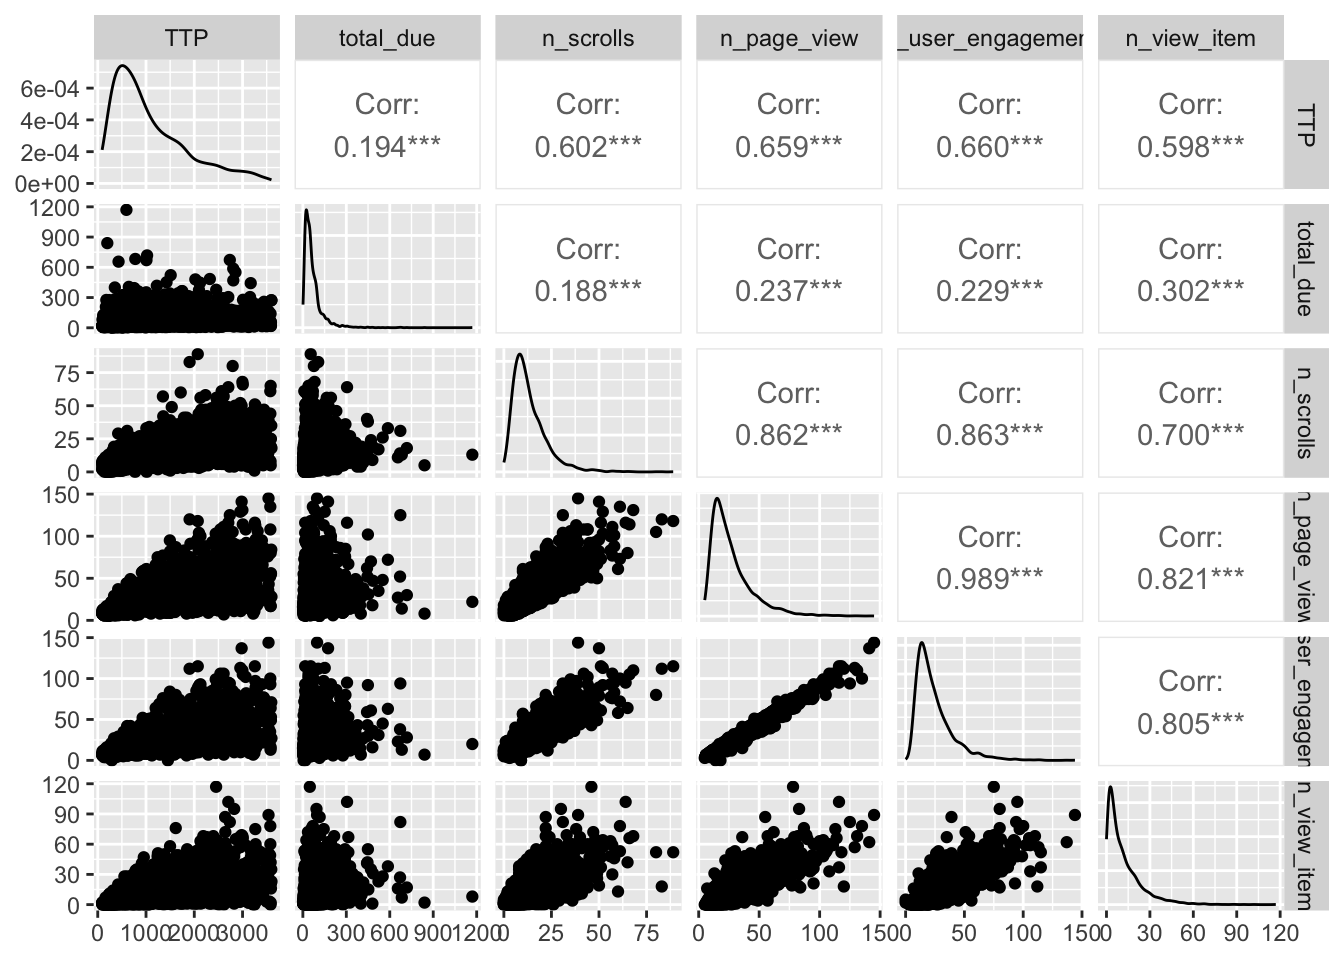 TTP total_due n_scrolls n_page_view _user_engagemen n_view_item
6e-04
4e-04
2e-04
0e+00
Corr:
0.194***
Corr:
0.602***
Corr:
0.659***
Corr:
0.660***
Corr:
0.598***
TTP
1200
900
600
300
0
Corr:
0.188***
Corr:
0.237***
Corr:
0.229***
Corr:
0.302***
total_due
75
50
25
0
Corr:
0.862***
Corr:
0.863***
Corr:
0.700***
n_scrolls
150
100
50
0
Corr:
0.989***
Corr:
0.821***
n_page_view
150
100
50
0
Corr:
0.805***
ser_engagem
120
90
60
30
0
n_view_item
0 1000 2000 3000
0 300 600 900 1200
0 25 50 75
0 50 100 150
0 50 100 150
0 30 60 90 120